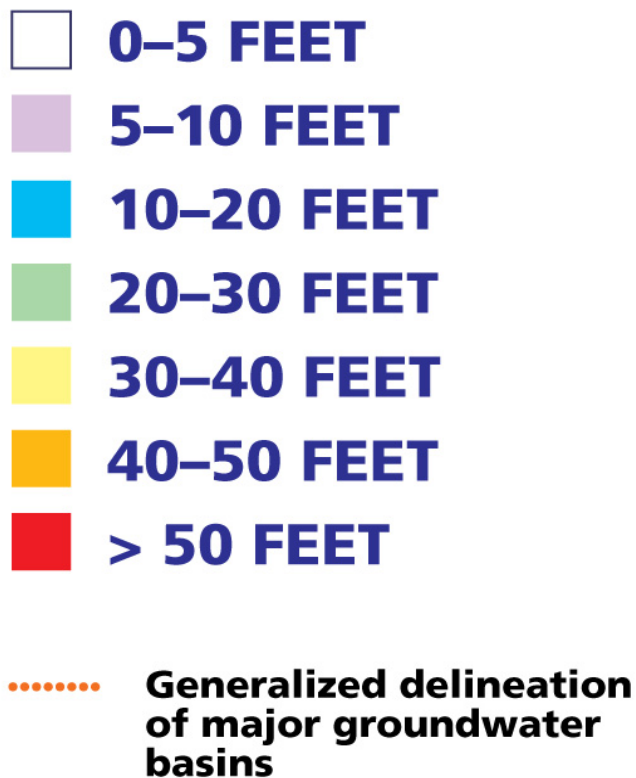 0–5 FEET
5–10 FEET
10–20 FEET
20–30 FEET
30–40 FEET
40–50 FEET
> 50 FEET
Generalized delineation
of major groundwater
basins